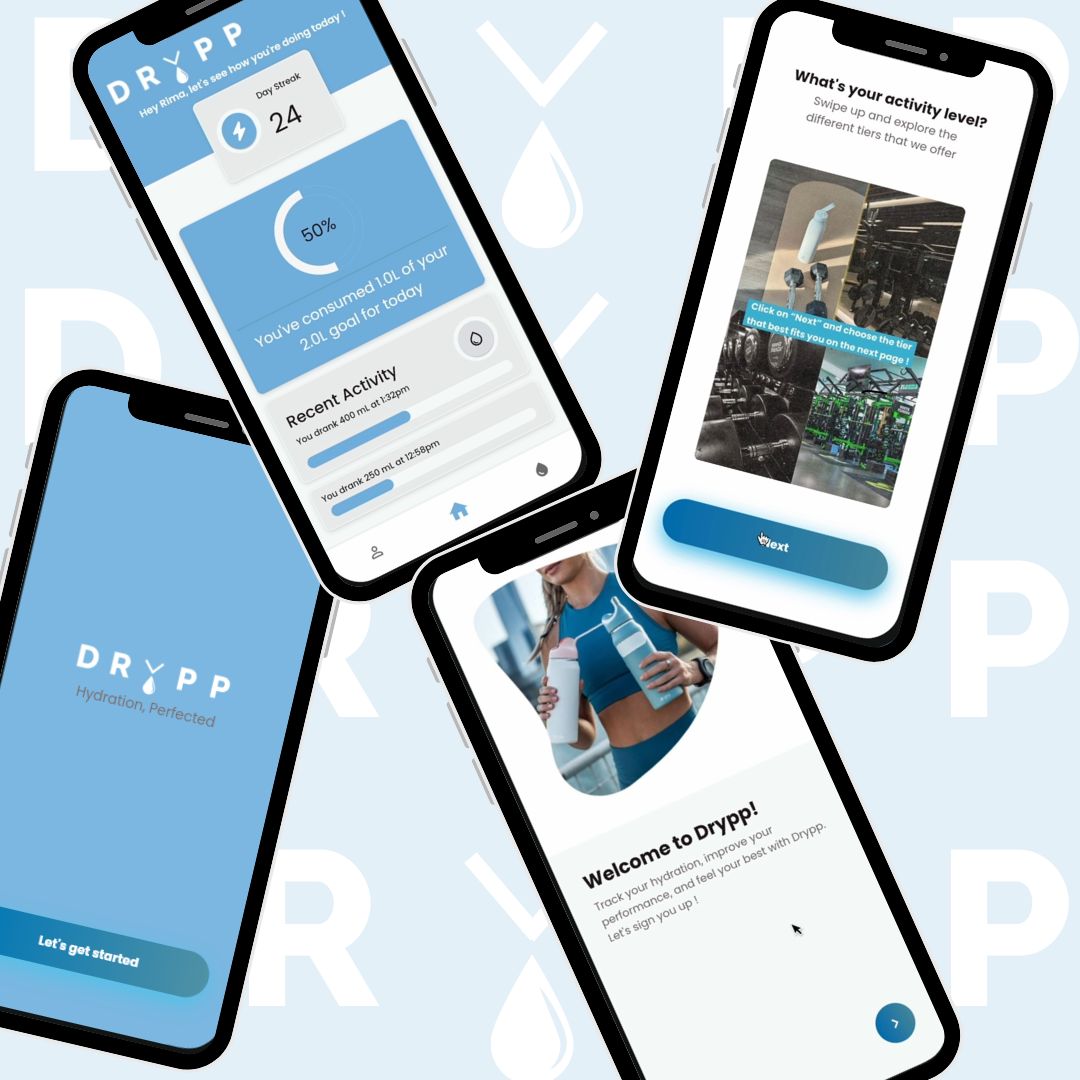 DRYPP
Hey Rima, let's see how you're doing today !
Day Streak
24
50%
You've consumed 1.0L of your
2.0L goal for today
Recent Activity
You drank 400 mL at 1:32pm
You drank 250 mL at 12:58pm
What's your activity level?
Swipe up and explore the
different tiers that we offer
Click on "Next" and choose the tier
that best fits you on the next page !
Next
DRYPP
Hydration, Perfected
Let's get started
Welcome to Drypp!
Track your hydration, improve your
performance, and feel your best with Drypp.
Let's sign you up !
D Y P P
D Y P
R P
R Y P